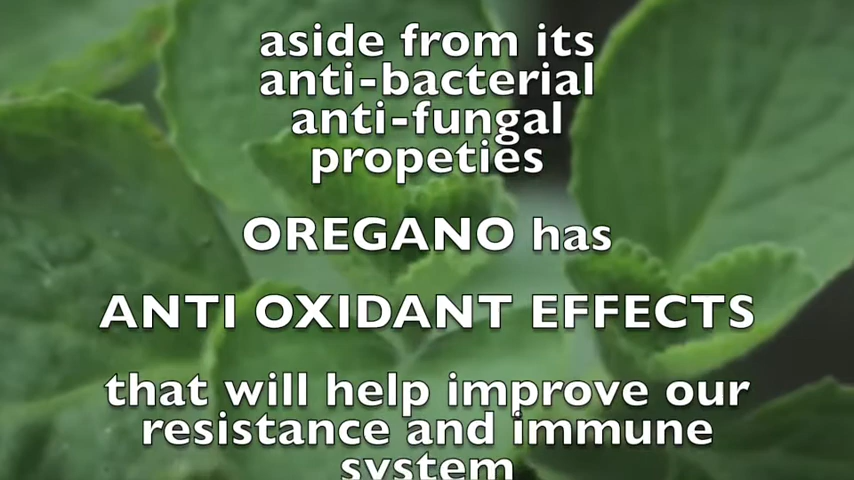 aside from its
anti-bacterial
anti-fungal
propeties
OREGANO has
ANTI OXIDANT EFFECTS
that will help improve our
resistance and immune
system